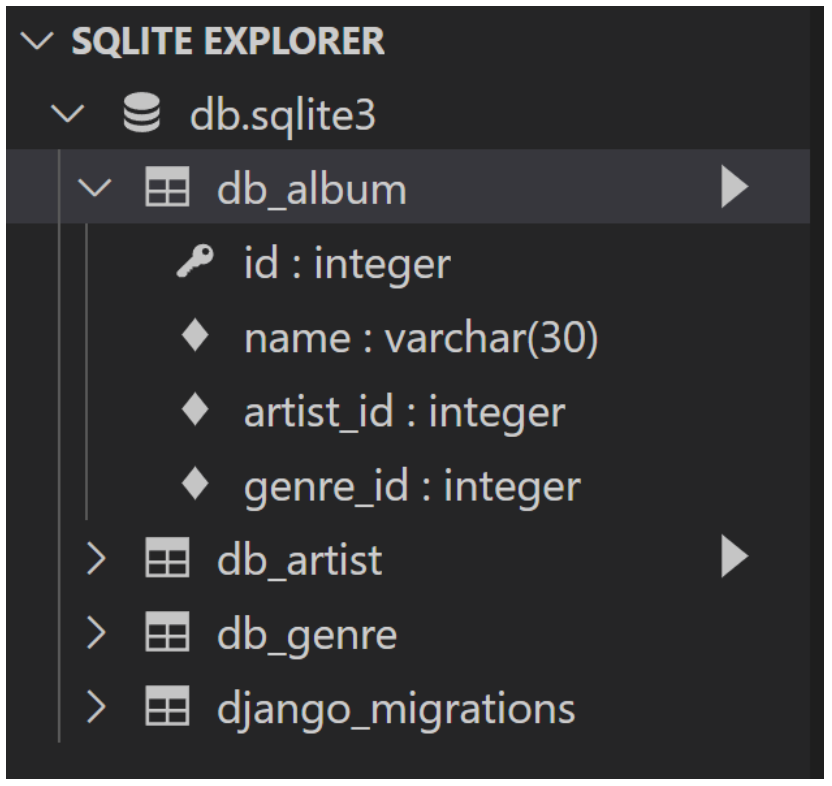 SQLITE EXPLORER
db.sqlite3
db_album
id : integer
name : varchar(30)
artist_id : integer
genre_id : integer
db_artist
db_genre
django_migrations